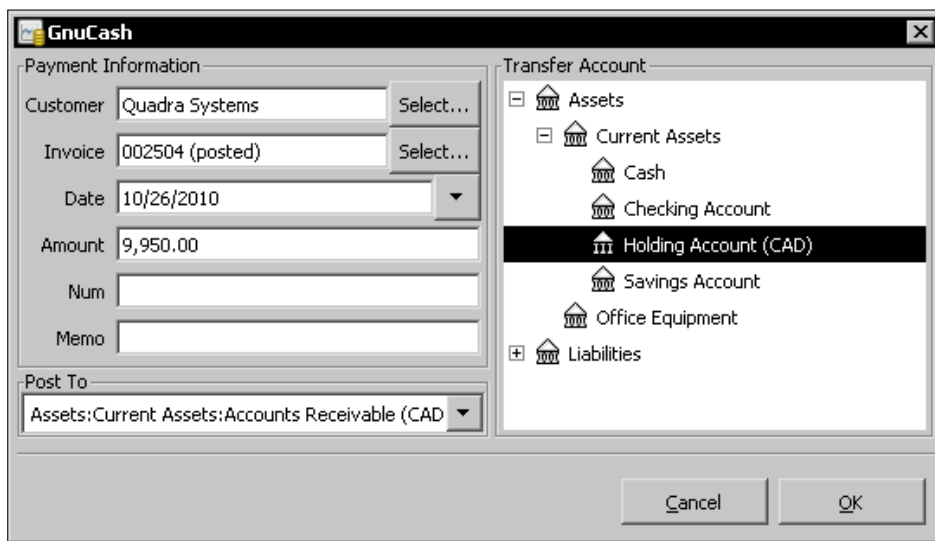 GnuCash
Payment Information
Customer Quadra Systems Select...
Invoice 002504 (posted) Select...
Date 10/26/2010
Amount 9,950.00
Num
Memo
Post To
Assets:Current Assets:Accounts Receivable (CAD
Transfer Account
Assets
Current Assets
Cash
Checking Account
Holding Account (CAD)
Savings Account
Office Equipment
Liabilities
Cancel OK